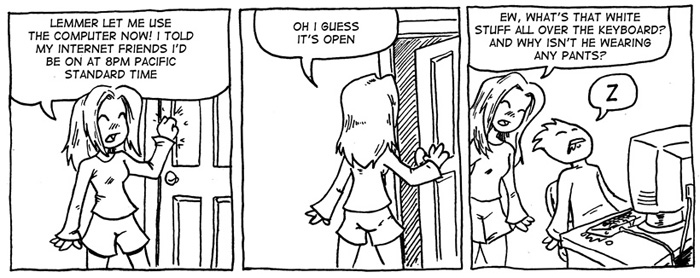 LEMMER LET ME USE
THE COMPUTER NOW! I TOLD
MY INTERNET FRIENDS I'D
BE ON AT 8PM PACIFIC
STANDARD TIME
OH I GUESS
IT'S OPEN
EW, WHAT'S THAT WHITE
STUFF ALL OVER THE KEYBOARD?
AND WHY ISN'T HE WEARING
ANY PANTS?
Z